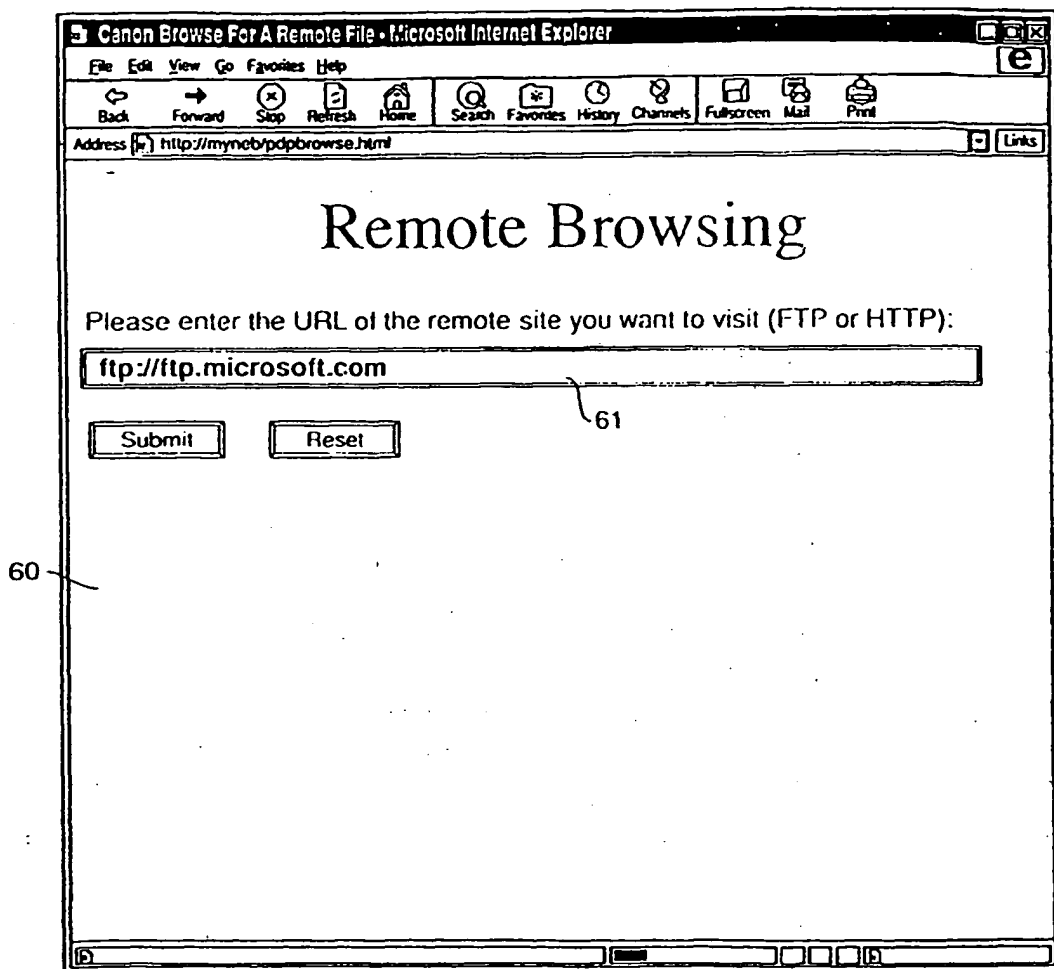 Canon Browse For A Remote File - Microsoft Internet Explorer
File Edit View Go Favorites Help
Back Forward Stop Refresh Home Search Favorites History Channels Fullscreen Mail Print
Address http://myncb/pdpbrowse.html Links
Remote Browsing
Please enter the URL of the remote site you want to visit (FTP or HTTP):
ftp://ftp.microsoft.com
61
Submit Reset
60